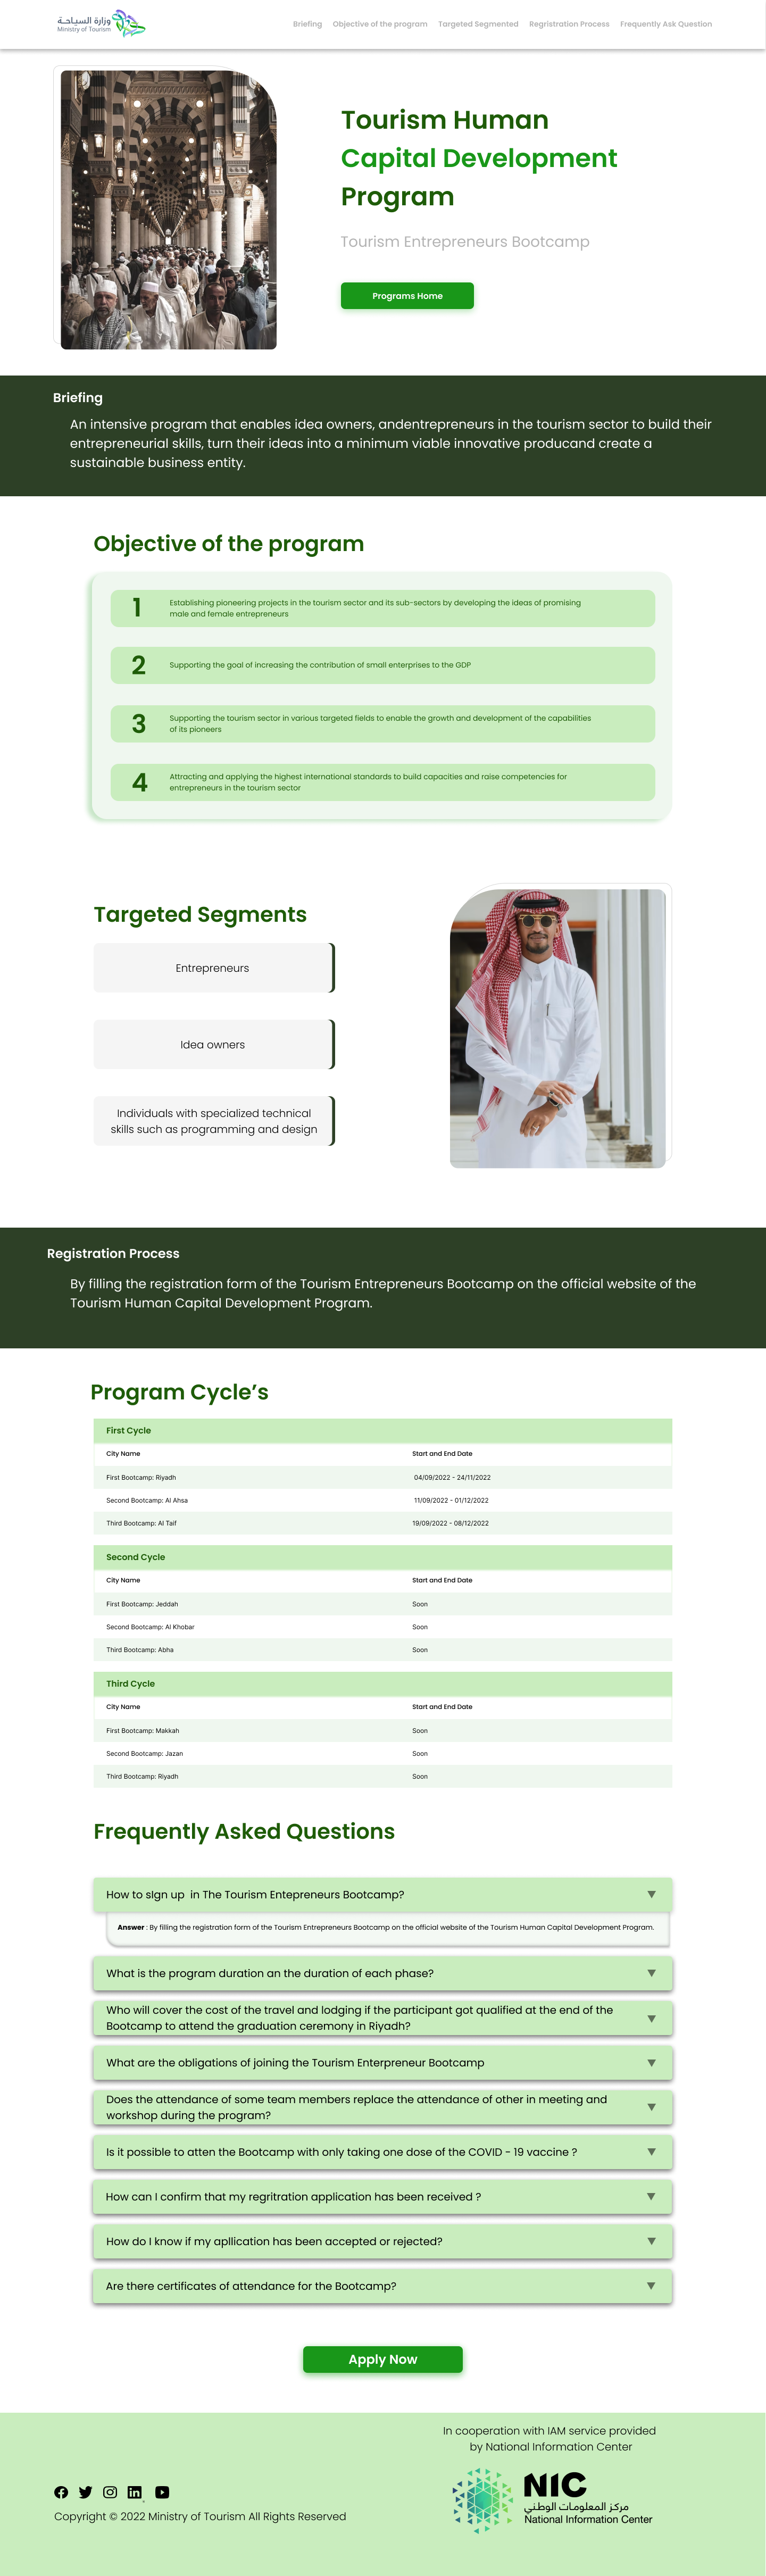 وزارة السياحة
Ministry of Tourism
Briefing Objective of the program Targeted Segmented Regristration Process Frequently Ask Question
Tourism Human
Capital Development
Program
Tourism Entrepreneurs Bootcamp
Programs Home
Briefing
An intensive program that enables idea owners, andentrepreneurs in the tourism sector to build their
entrepreneurial skills, turn their ideas into a minimum viable innovative producand create a
sustainable business entity.
Objective of the program
1
Establishing pioneering projects in the tourism sector and its sub-sectors by developing the ideas of promising
male and female entrepreneurs
2
Supporting the goal of increasing the contribution of small enterprises to the GDP
3
Supporting the tourism sector in various targeted fields to enable the growth and development of the capabilities
of its pioneers
4
Attracting and applying the highest international standards to build capacities and raise competencies for
entrepreneurs in the tourism sector
Targeted Segments
Entrepreneurs
Idea owners
Individuals with specialized technical
skills such as programming and design
Registration Process
By filling the registration form of the Tourism Entrepreneurs Bootcamp on the official website of the
Tourism Human Capital Development Program.
Program Cycle’s
First Cycle
City Name Start and End Date
First Bootcamp: Riyadh 04/09/2022 - 24/11/2022
Second Bootcamp: Al Ahsa 11/09/2022 - 01/12/2022
Third Bootcamp: Al Taif 19/09/2022 - 08/12/2022
Second Cycle
City Name Start and End Date
First Bootcamp: Jeddah Soon
Second Bootcamp: Al Khobar Soon
Third Bootcamp: Abha Soon
Third Cycle
City Name Start and End Date
First Bootcamp: Makkah Soon
Second Bootcamp: Jazan Soon
Third Bootcamp: Riyadh Soon
Frequently Asked Questions
How to sIgn up in The Tourism Entepreneurs Bootcamp?
Answer : By filling the registration form of the Tourism Entrepreneurs Bootcamp on the official website of the Tourism Human Capital Development Program.
What is the program duration an the duration of each phase?
Who will cover the cost of the travel and lodging if the participant got qualified at the end of the
Bootcamp to attend the graduation ceremony in Riyadh?
What are the obligations of joining the Tourism Enterpreneur Bootcamp
Does the attendance of some team members replace the attendance of other in meeting and
workshop during the program?
Is it possible to atten the Bootcamp with only taking one dose of the COVID - 19 vaccine ?
How can I confirm that my regritration application has been received ?
How do I know if my apllication has been accepted or rejected?
Are there certificates of attendance for the Bootcamp?
Apply Now
In cooperation with IAM service provided
by National Information Center
NIC
مركز المعلومات الوطني
National Information Center
Copyright © 2022 Ministry of Tourism All Rights Reserved